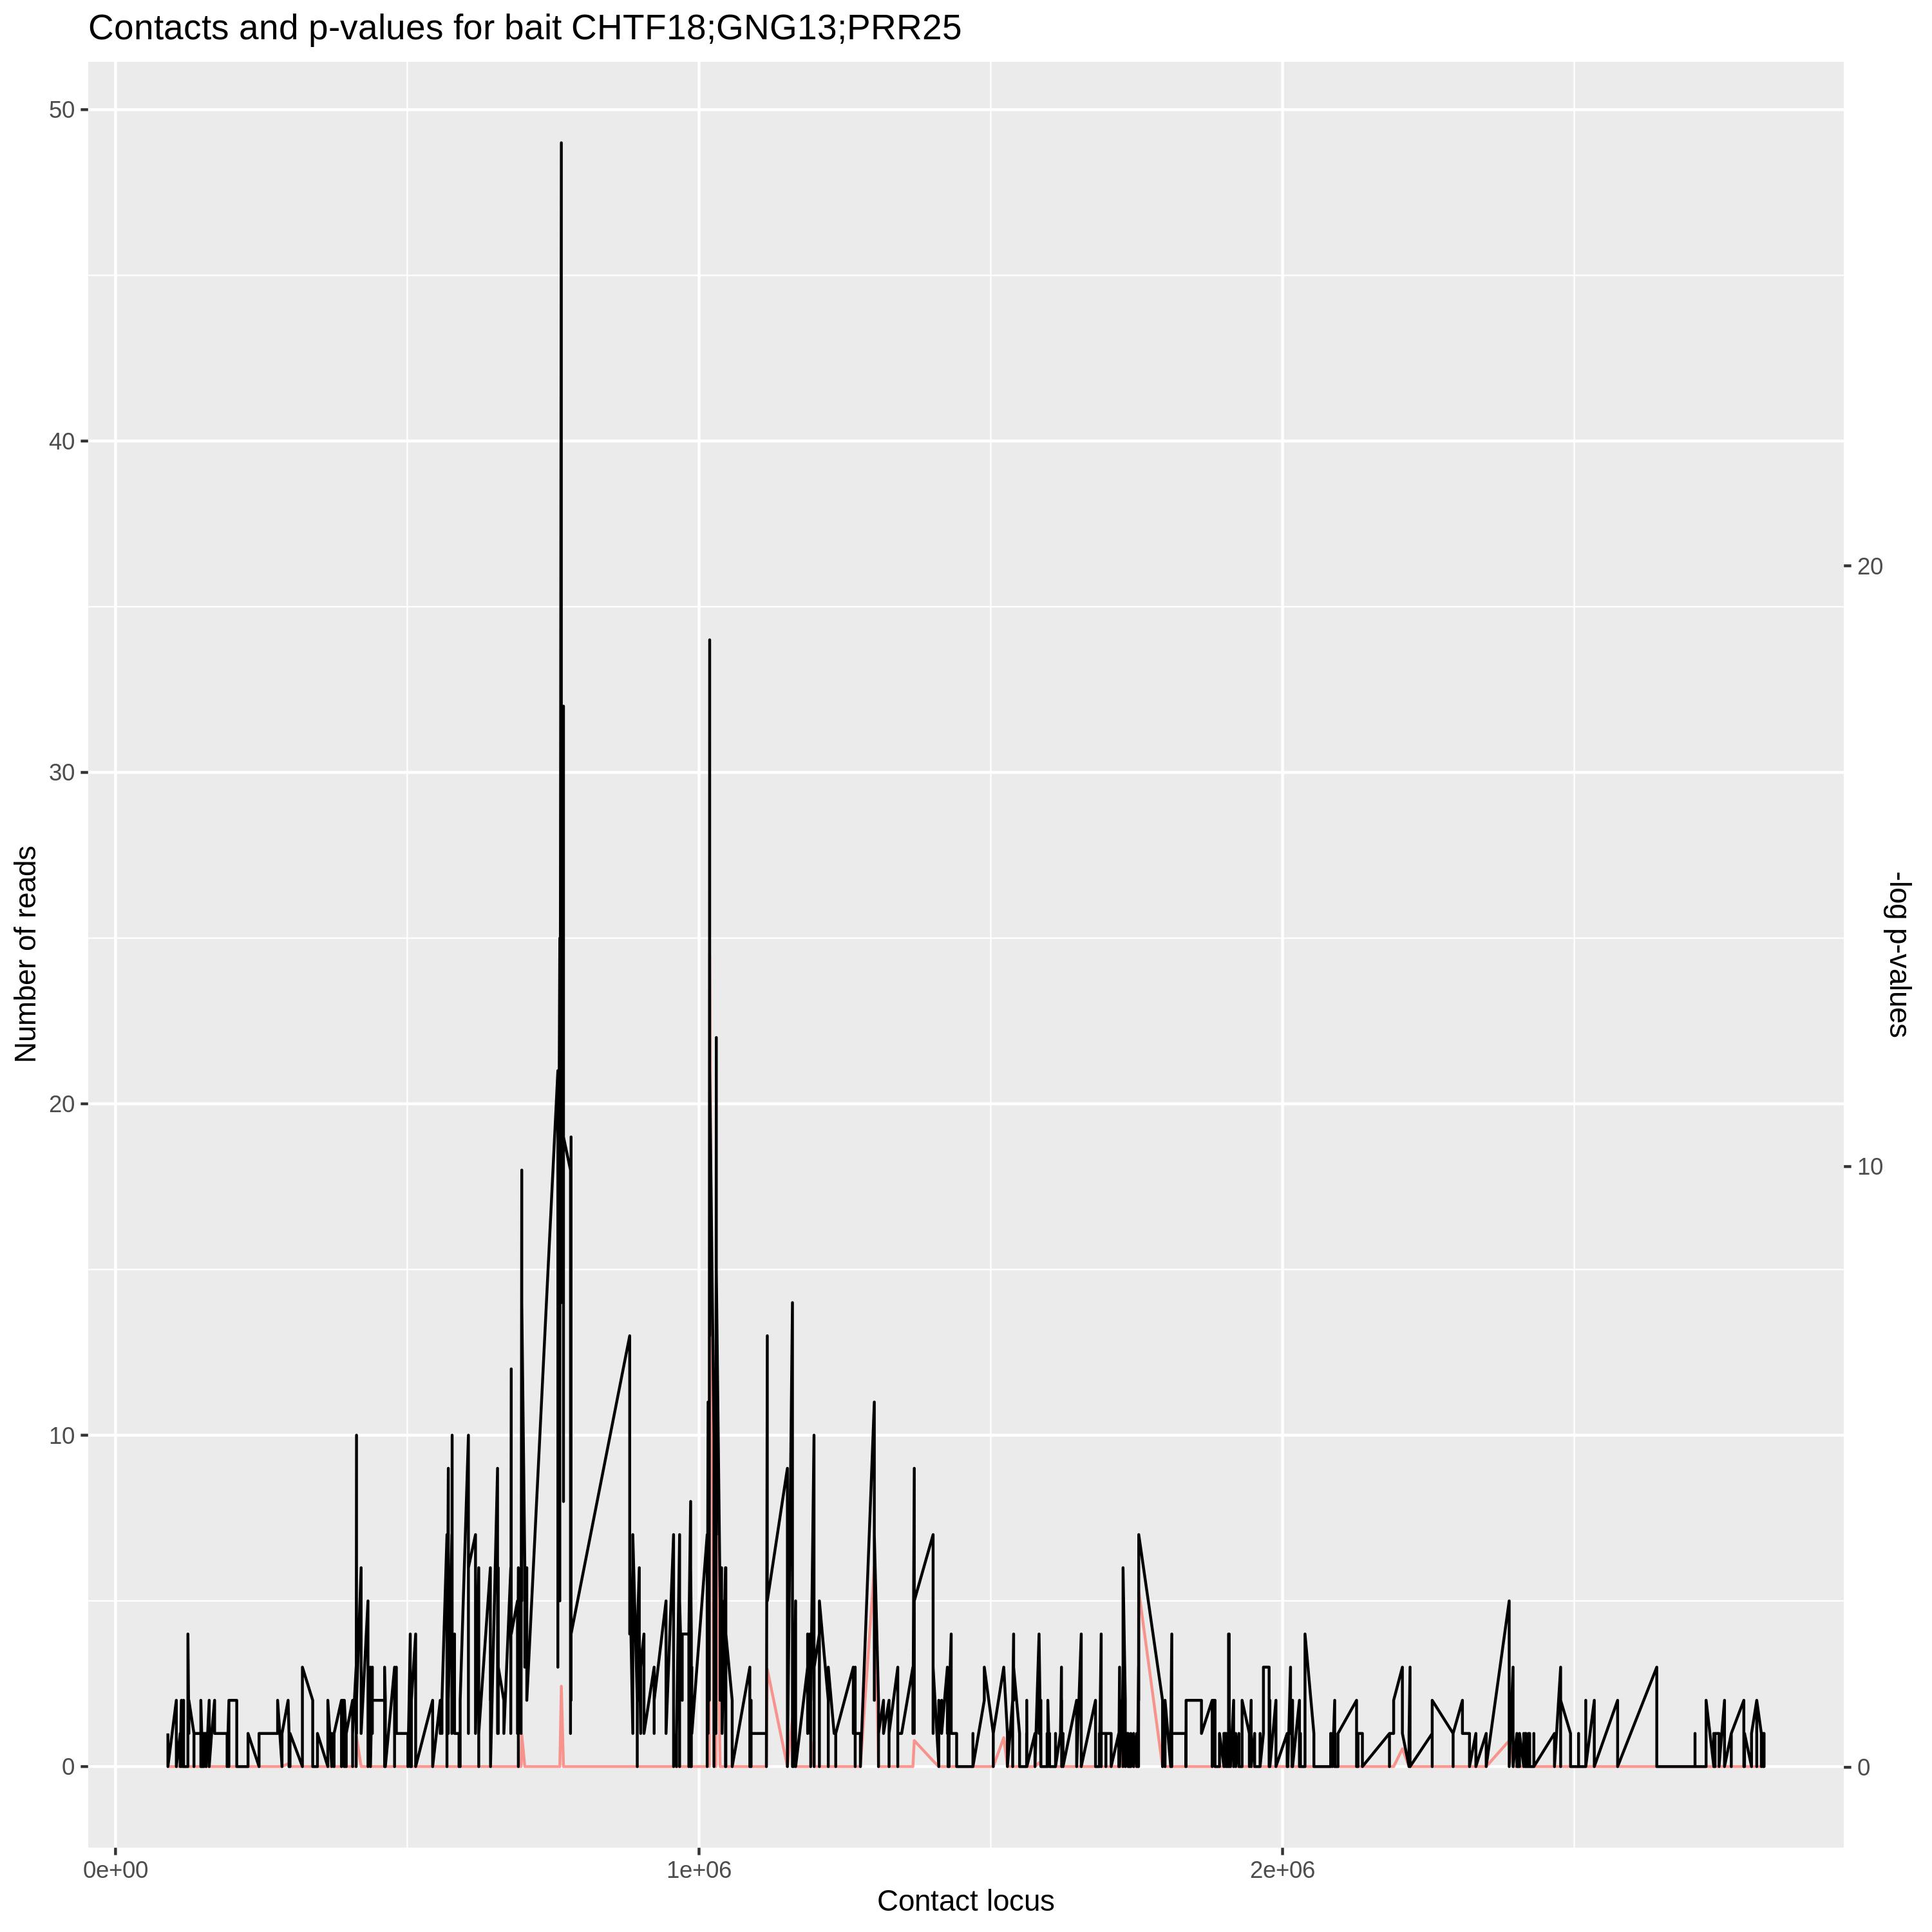 Contacts and p-values for bait CHTF18;GNG13;PRR25
50
40
30
20
10
0
Number of reads
20
10
0
-log p-values
0e+00
1e+06
2e+06
Contact locus